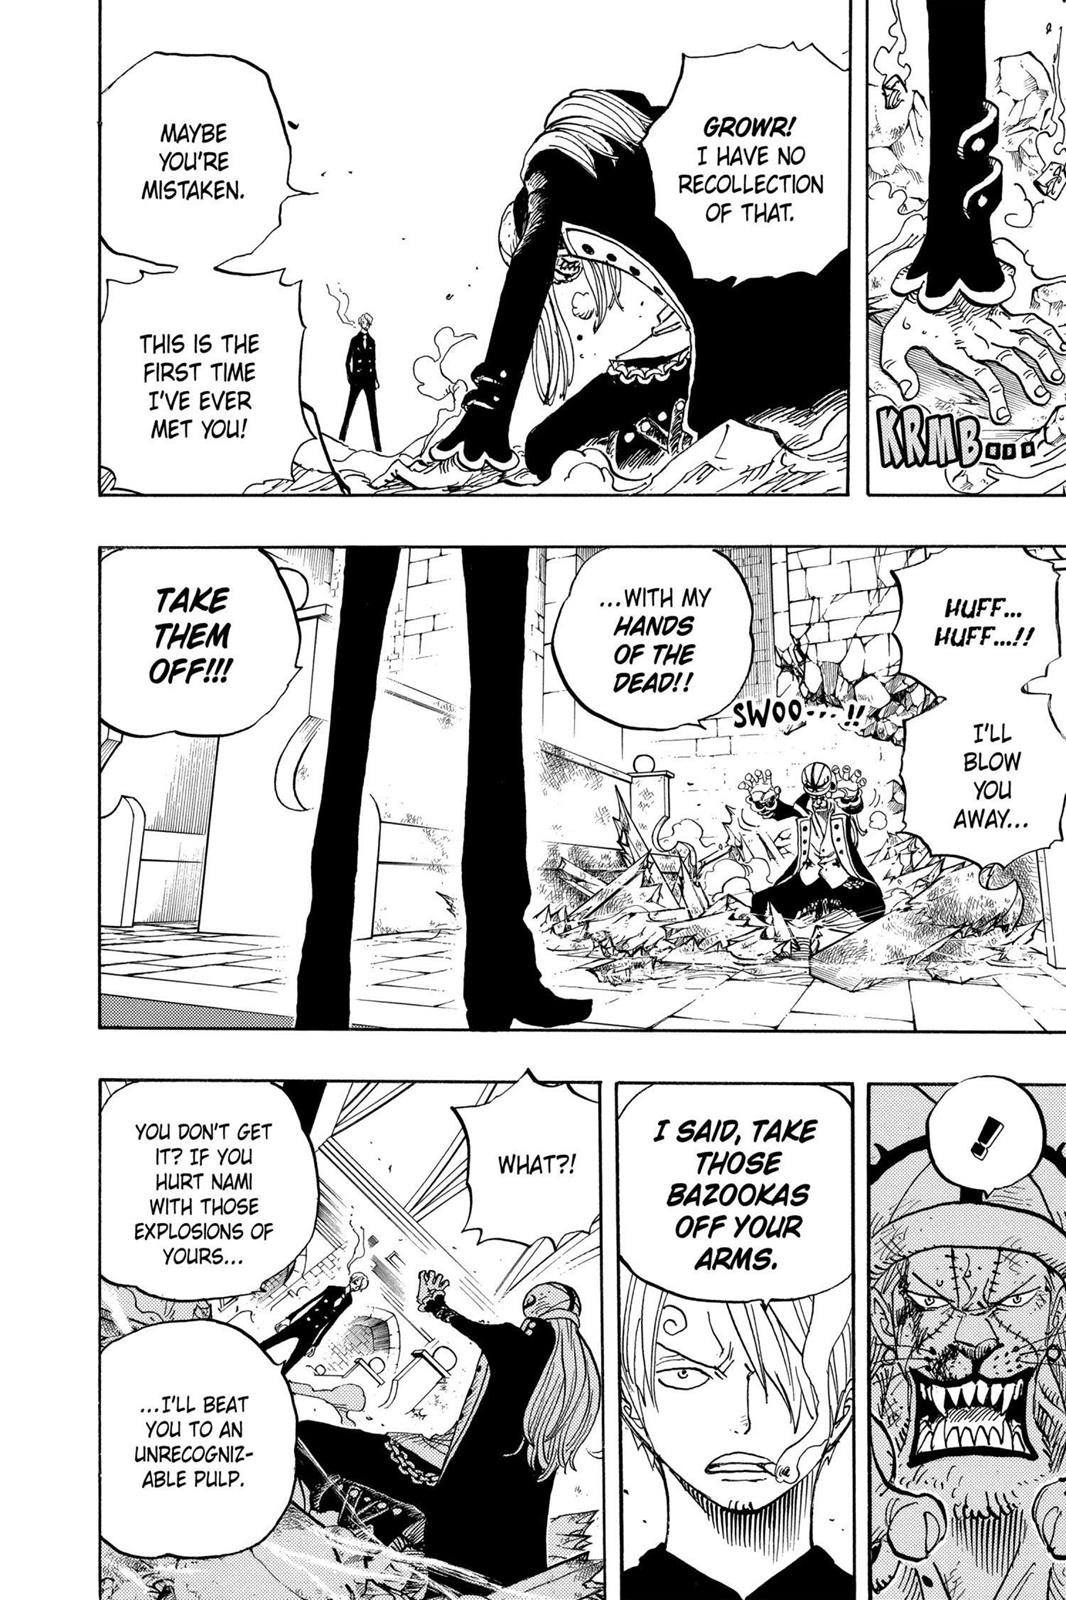 KRMB...
GROWR!
I HAVE NO
RECOLLECTION
OF THAT.
MAYBE
YOU'RE
MISTAKEN.
THIS IS THE
FIRST TIME
I'VE EVER
MET YOU!
HUFF...
HUFF...!!
I'LL
BLOW
YOU
AWAY...
SWOO...!!
...WITH MY
HANDS
OF THE
DEAD!!
TAKE
THEM
OFF!!!
!
I SAID, TAKE
THOSE
BAZOOKAS
OFF YOUR
ARMS.
WHAT?!
YOU DON'T GET
IT? IF YOU
HURT NAMI
WITH THOSE
EXPLOSIONS OF
YOURS...
...I'LL BEAT
YOU TO AN
UNRECOGNIZ-
ABLE PULP.